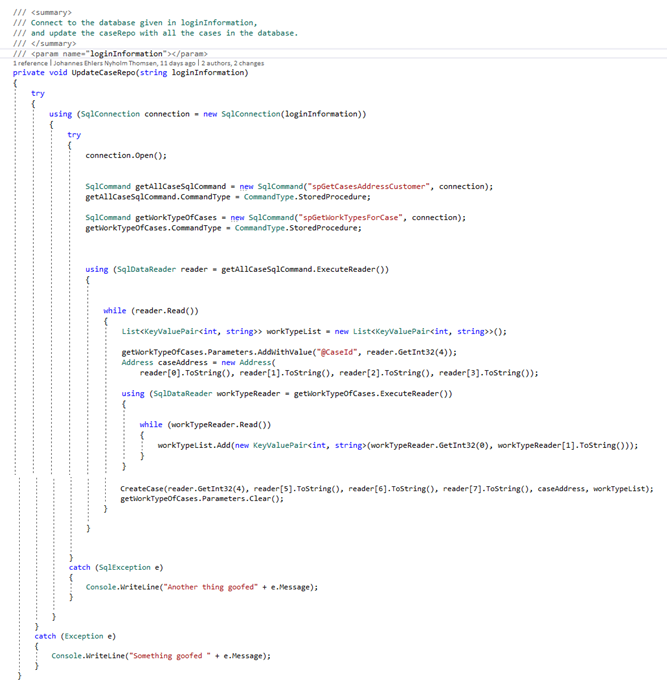 /// <summary>
/// Connect to the database given in loginInformation,
/// and update the caseRepo with all the cases in the database.
/// </summary>
/// <param name="loginInformation"></param>
1 reference | Johannes Ehlers Nyholm Thomsen, 11 days ago | 2 authors, 2 changes
private void UpdateCaseRepo(string loginInformation)
{
try
{
using (SqlConnection connection = new SqlConnection(loginInformation))
{
try
{
connection.Open();
SqlCommand getAllCaseSqlCommand = new SqlCommand("spGetCasesAddressCustomer", connection);
getAllCaseSqlCommand.CommandType = CommandType.StoredProcedure;
SqlCommand getWorkTypeOfCases = new SqlCommand("spGetWorkTypesForCase", connection);
getWorkTypeOfCases.CommandType = CommandType.StoredProcedure;
using (SqlDataReader reader = getAllCaseSqlCommand.ExecuteReader())
{
while (reader.Read())
{
List<KeyValuePair<int, string>> workTypeList = new List<KeyValuePair<int, string>>();
getWorkTypeOfCases.Parameters.AddWithValue("@CaseId", reader.GetInt32(4));
Address caseAddress = new Address(
reader[0].ToString(), reader[1].ToString(), reader[2].ToString(), reader[3].ToString());
using (SqlDataReader workTypeReader = getWorkTypeOfCases.ExecuteReader())
{
while (workTypeReader.Read())
{
workTypeList.Add(new KeyValuePair<int, string>(workTypeReader.GetInt32(0), workTypeReader[1].ToString()));
}
}
CreateCase(reader.GetInt32(4), reader[5].ToString(), reader[6].ToString(), reader[7].ToString(), caseAddress, workTypeList);
getWorkTypeOfCases.Parameters.Clear();
}
}
}
catch (SqlException e)
{
Console.WriteLine("Another thing goofed" + e.Message);
}
}
}
catch (Exception e)
{
Console.WriteLine("Something goofed " + e.Message);
}
}